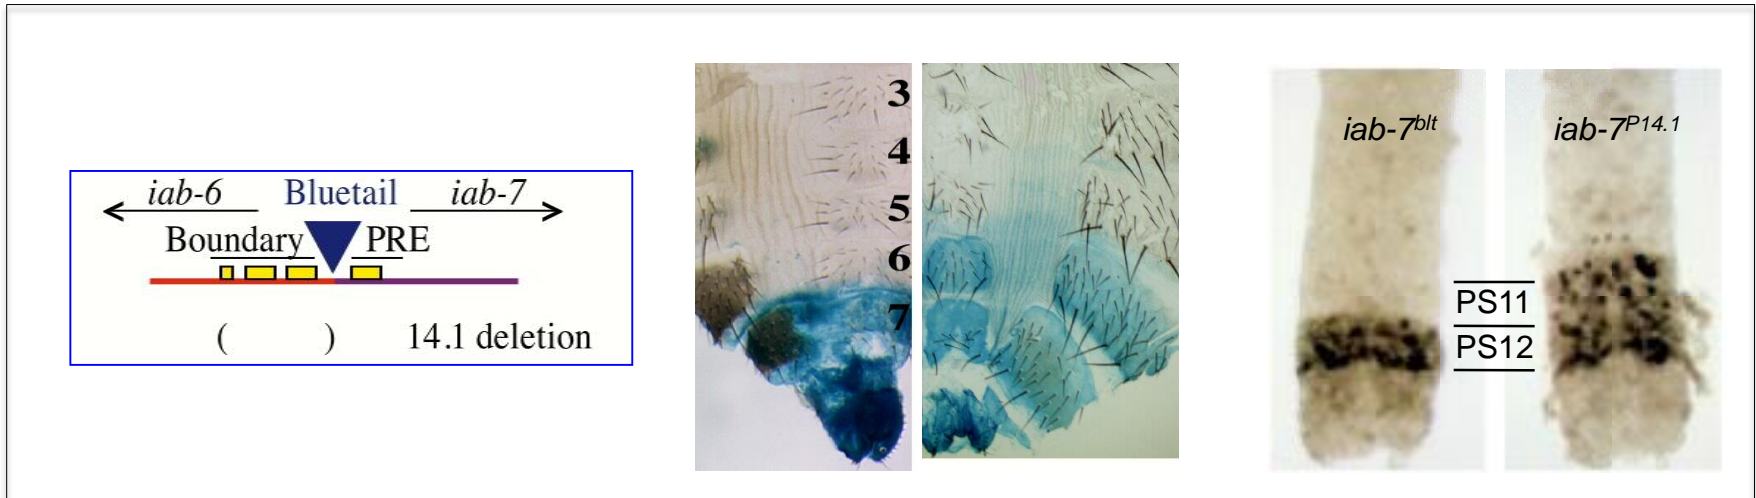 iab-6 Bluetail iab-7
Boundary PRE
( ) 14.1 deletion
3
4
5
6
7
iab-7blt
iab-7P14.1
PS11
PS12